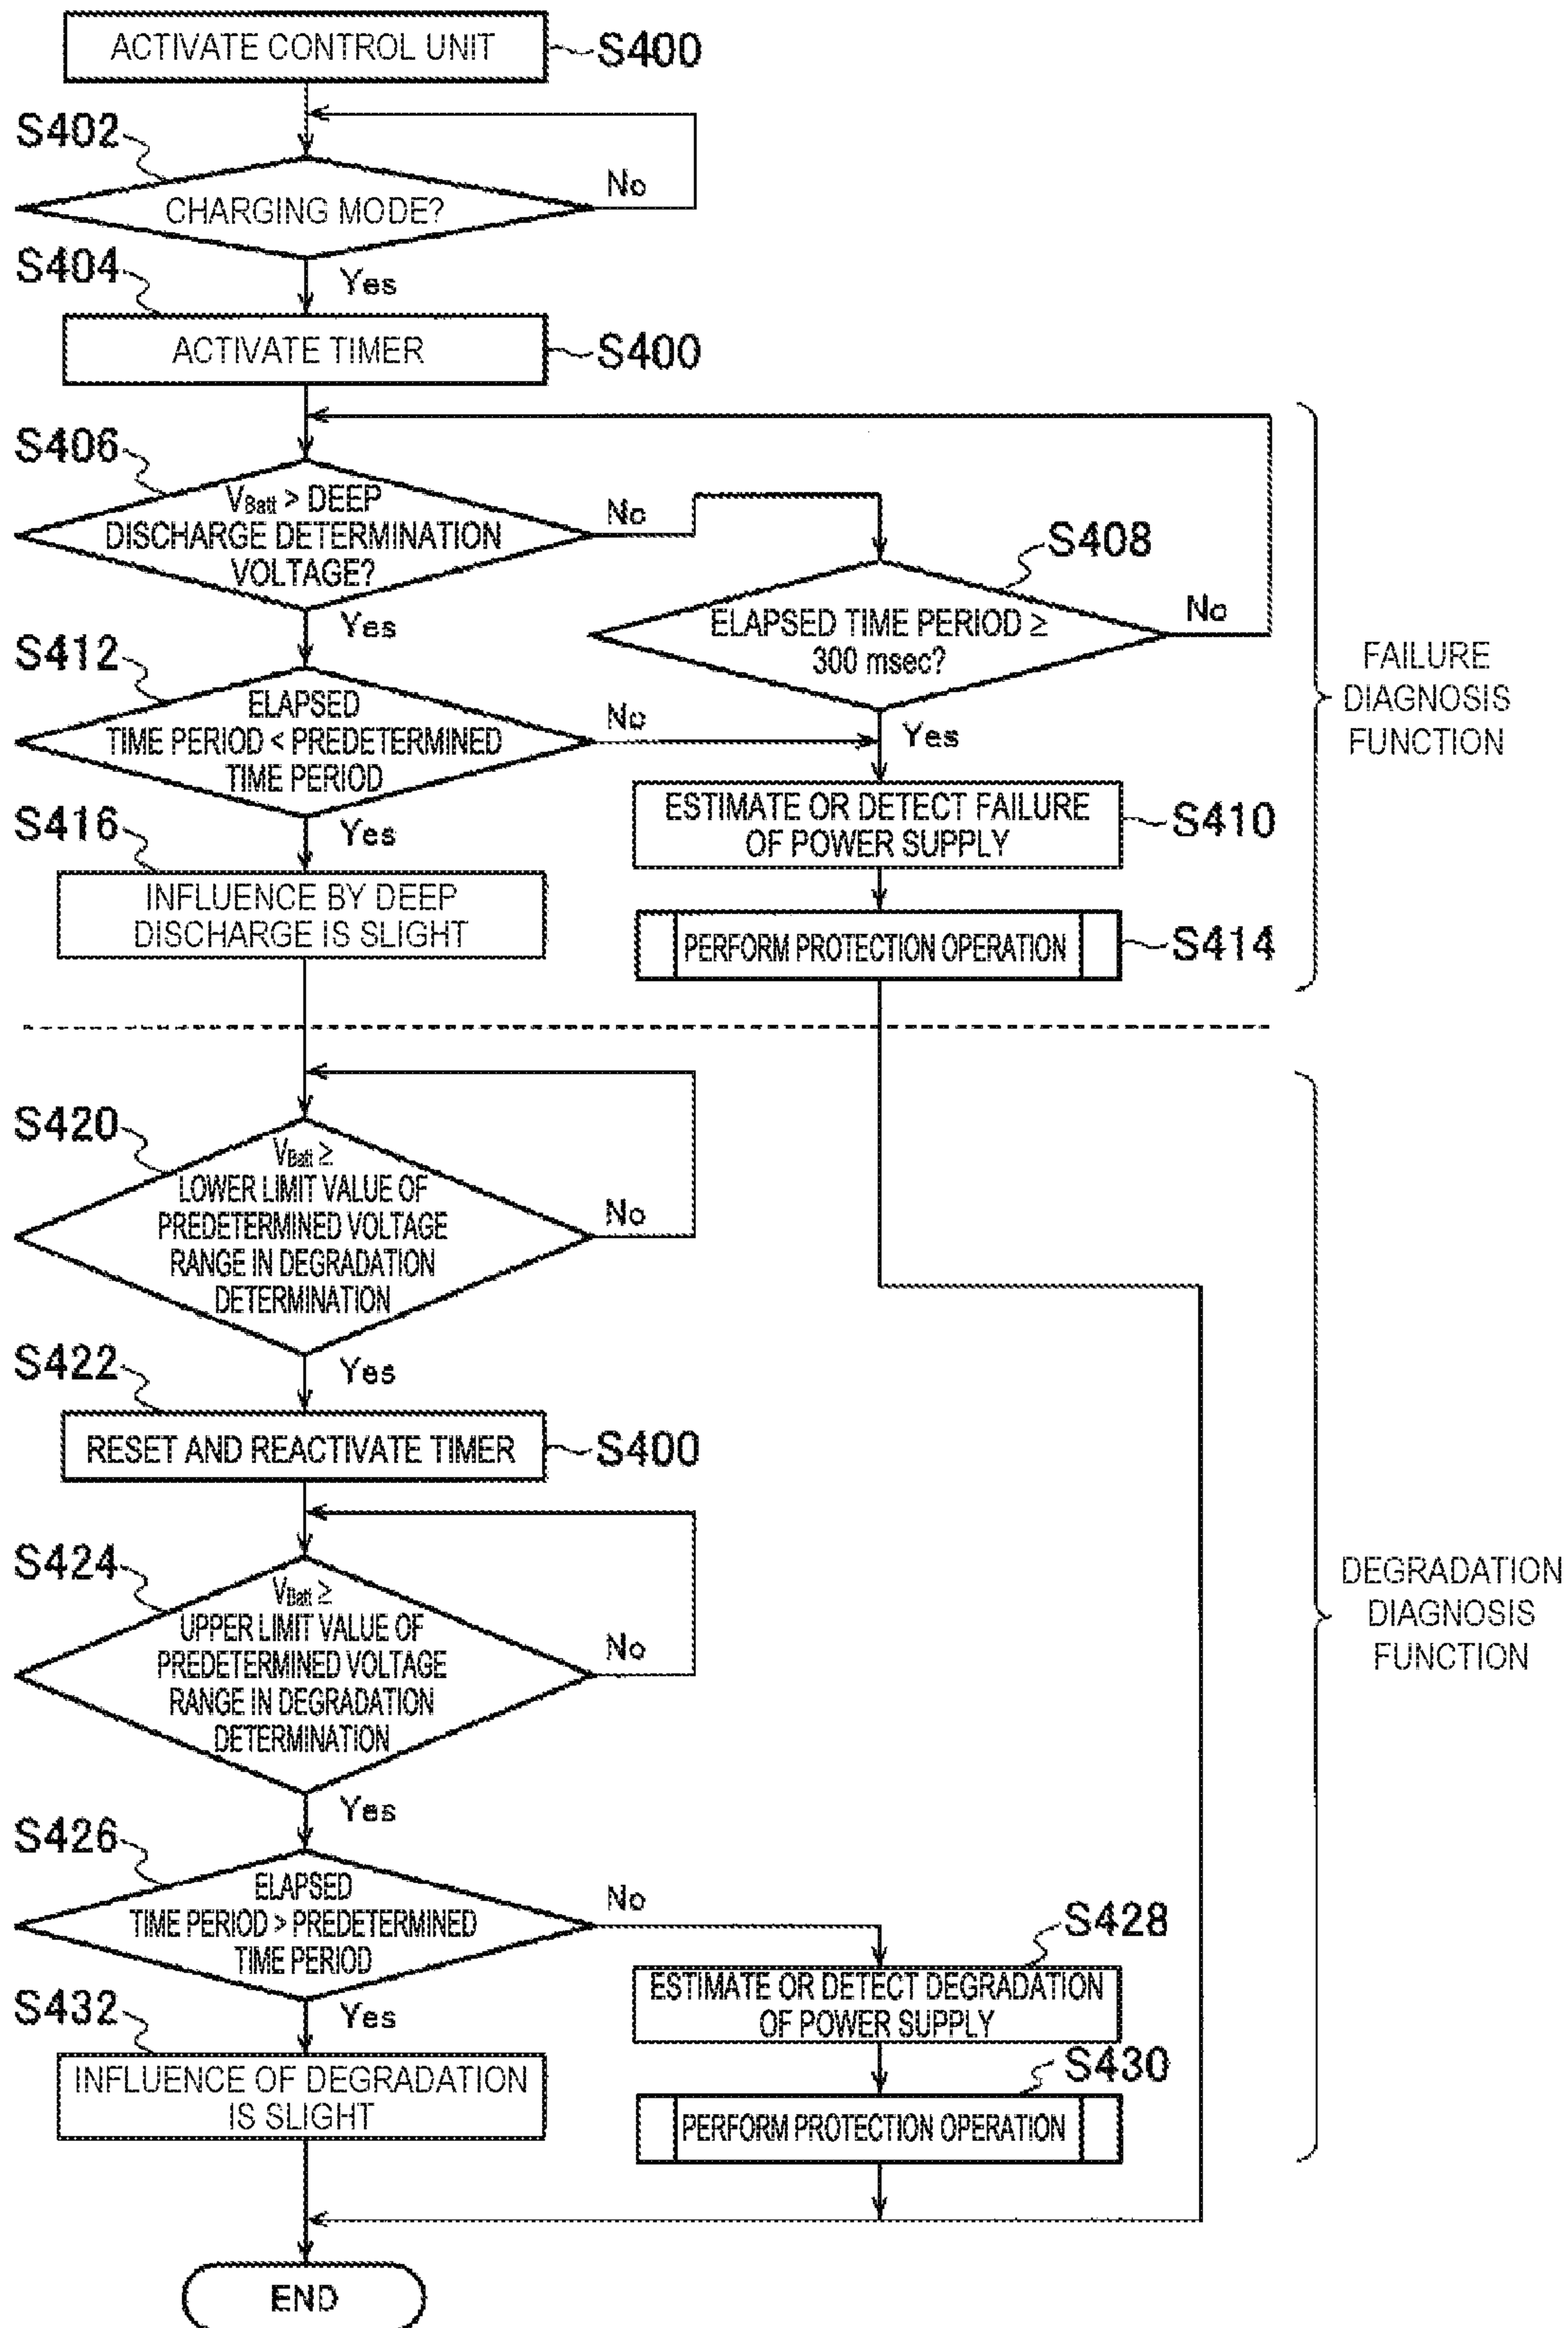 ACTIVATE CONTROL UNIT
S400
S402
CHARGING MODE?
No
S404
Yes
ACTIVATE TIMER
S400
S406
VBatt > DEEP
DISCHARGE DETERMINATION
VOLTAGE?
No
S408
Yes
ELAPSED TIME PERIOD ≥
300 msec?
No
S412
ELAPSED
TIME PERIOD < PREDETERMINED
TIME PERIOD
No
Yes
FAILURE
DIAGNOSIS
FUNCTION
S416
Yes
ESTIMATE OR DETECT FAILURE
OF POWER SUPPLY
S410
INFLUENCE BY DEEP
DISCHARGE IS SLIGHT
PERFORM PROTECTION OPERATION
S414
S420
VBatt ≥
LOWER LIMIT VALUE OF
PREDETERMINED VOLTAGE
RANGE IN DEGRADATION
DETERMINATION
No
S422
Yes
RESET AND REACTIVATE TIMER
S400
S424
VBatt ≥
UPPER LIMIT VALUE OF
PREDETERMINED VOLTAGE
RANGE IN DEGRADATION
DETERMINATION
No
DEGRADATION
DIAGNOSIS
FUNCTION
Yes
S426
ELAPSED
TIME PERIOD > PREDETERMINED
TIME PERIOD
No
S428
ESTIMATE OR DETECT DEGRADATION
OF POWER SUPPLY
S432
Yes
INFLUENCE OF DEGRADATION
IS SLIGHT
S430
PERFORM PROTECTION OPERATION
END